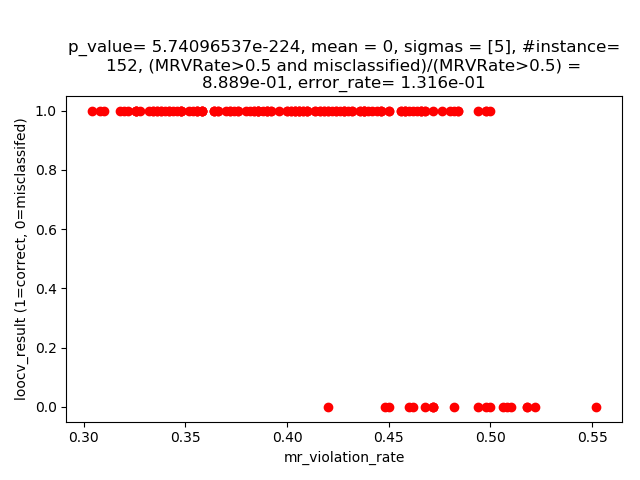 p_value= 5.74096537e-224, mean = 0, sigmas = [5], #instance=
152, (MRVRate>0.5 and misclassified)/(MRVRate>0.5) =
8.889e-01, error_rate= 1.316e-01
loocv_result (1=correct, 0=misclassifed)
1.0
0.8
0.6
0.4
0.2
0.0
0.30 0.35 0.40 0.45 0.50 0.55
mr_violation_rate